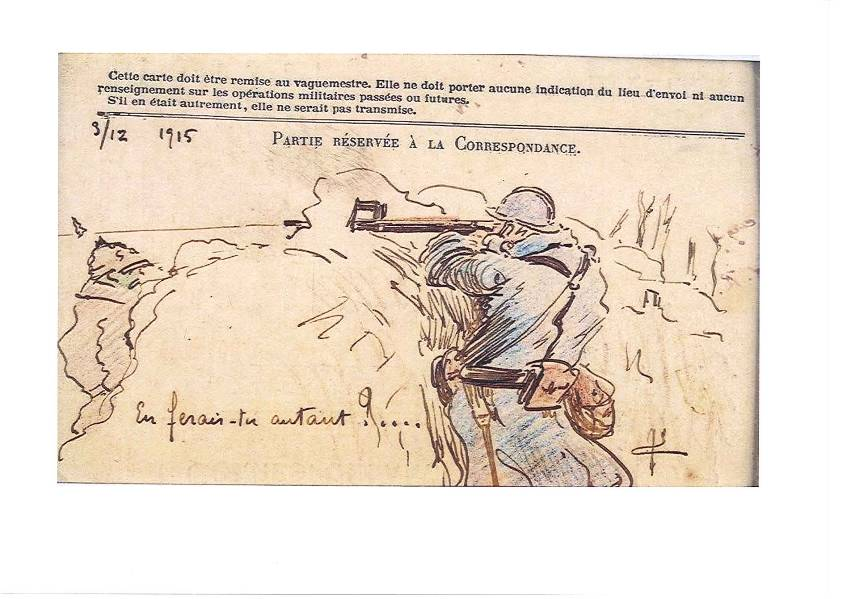 Cette carte doit être remise au vaguemestre. Elle ne doit porter aucune indication du lieu d'envoi ni aucun
renseignement sur les opérations militaires passées ou futures.
S'il en était autrement, elle ne serait pas transmise.
3/12 1915
PARTIE RÉSERVÉE À LA CORRESPONDANCE.
En ferais-tu autant ?....